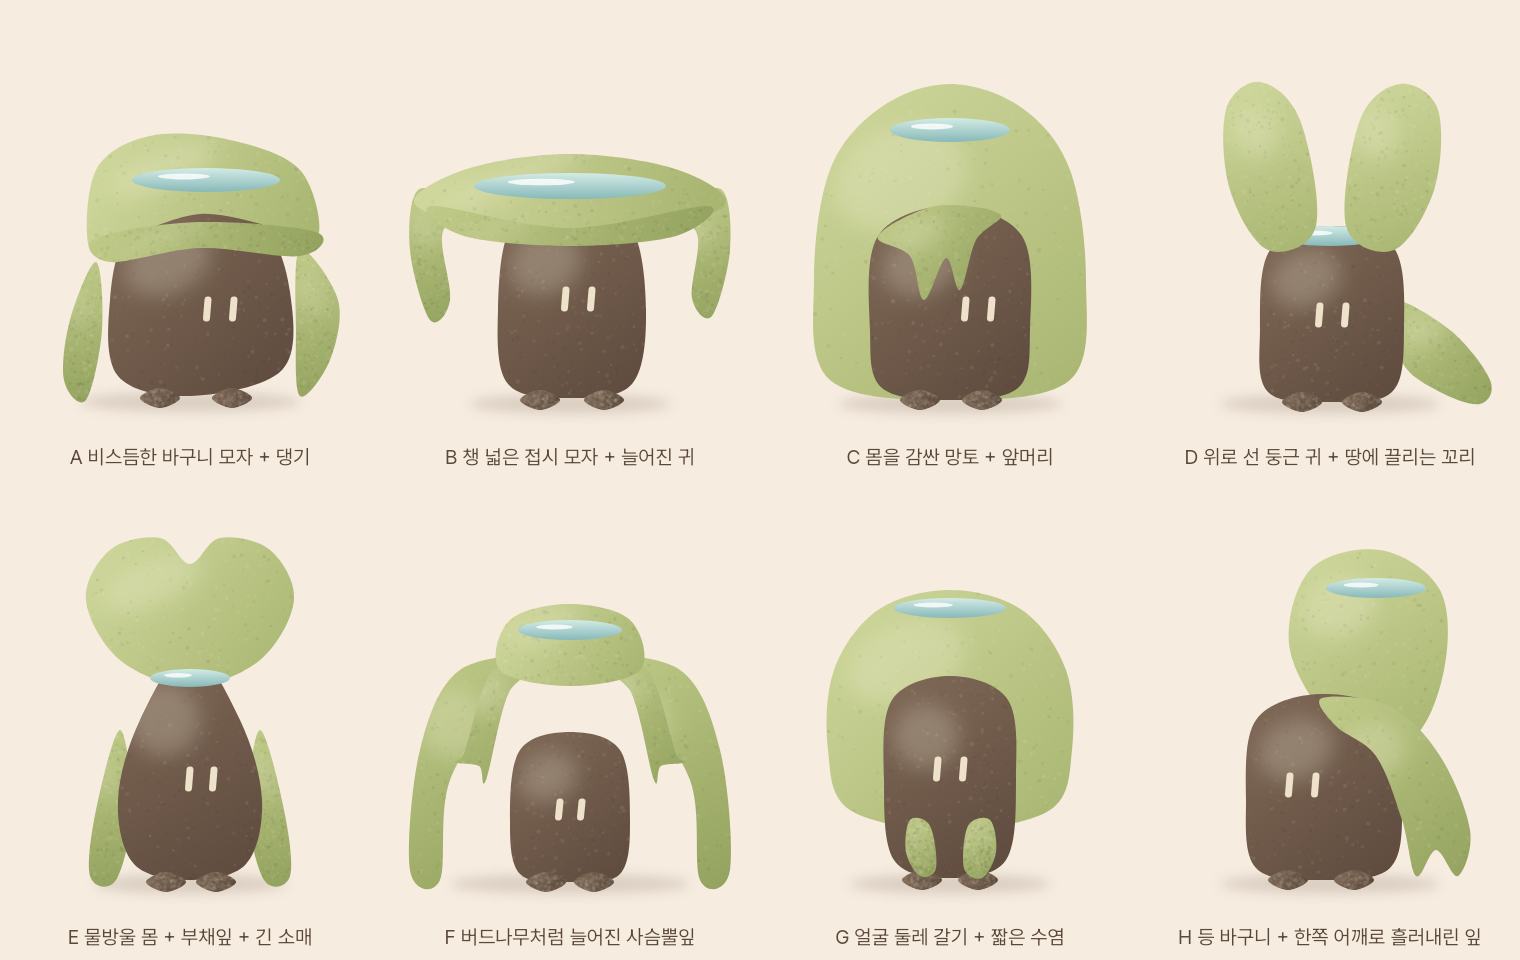 A 비스듬한 바구니 모자 + 댕기
B 챙 넓은 접시 모자 + 늘어진 귀
C 몸을 감싼 망토 + 앞머리
D 위로 선 둥근 귀 + 땅에 끌리는 꼬리
E 물방울 몸 + 부채잎 + 긴 소매
F 버드나무처럼 늘어진 사슴뿔잎
G 얼굴 둘레 갈기 + 짧은 수염
H 등 바구니 + 한쪽 어깨로 흘러내린 잎